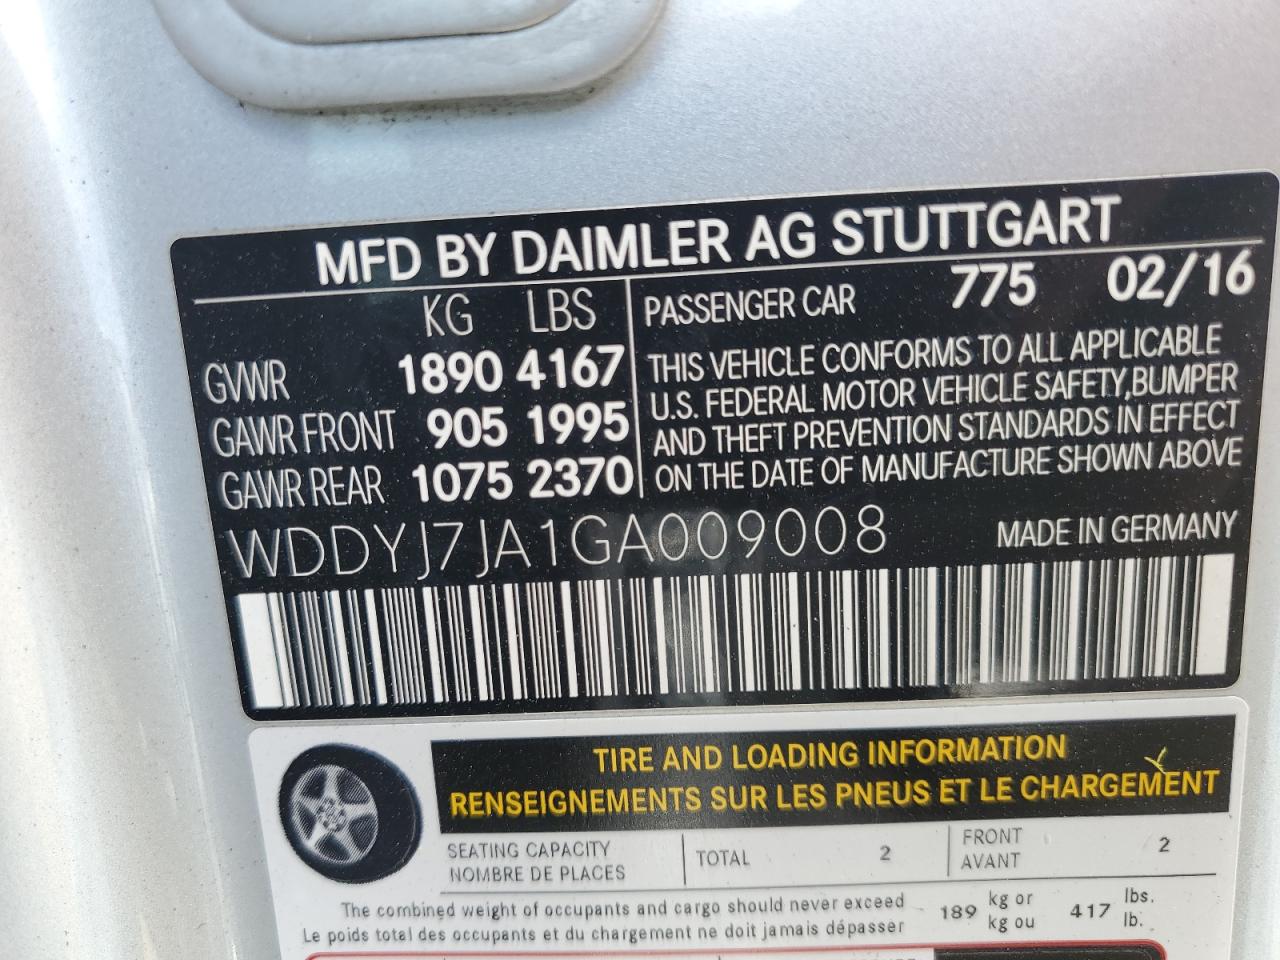 MFD BY DAIMLER AG STUTTGART
KG LBS
GVWR 1890 4167
GAWR FRONT 905 1995
GAWR REAR 1075 2370
PASSENGER CAR 775 02/16
THIS VEHICLE CONFORMS TO ALL APPLICABLE
U.S. FEDERAL MOTOR VEHICLE SAFETY,BUMPER
AND THEFT PREVENTION STANDARDS IN EFFECT
ON THE DATE OF MANUFACTURE SHOWN ABOVE
WDDYJ7JA1GA009008 MADE IN GERMANY
TIRE AND LOADING INFORMATION
RENSEIGNEMENTS SUR LES PNEUS ET LE CHARGEMENT
SEATING CAPACITY
NOMBRE DE PLACES
TOTAL 2
FRONT
AVANT
2
The combined weight of occupants and cargo should never exceed
Le poids total des occupants et du chargement ne doit jamais dépasser
189 kg or
kg ou
417 lbs.
lb.